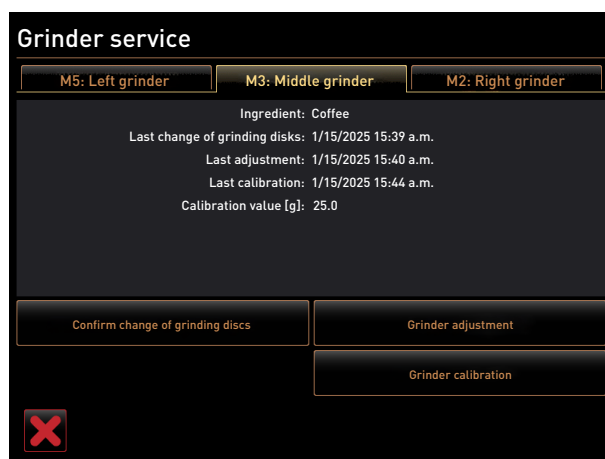 Grinder service
M5: Left grinder
M3: Middle grinder
M2: Right grinder
Ingredient: Coffee
Last change of grinding disks: 1/15/2025 15:39 a.m.
Last adjustment: 1/15/2025 15:40 a.m.
Last calibration: 1/15/2025 15:44 a.m.
Calibration value [g]: 25.0
Confirm change of grinding discs
Grinder adjustment
Grinder calibration